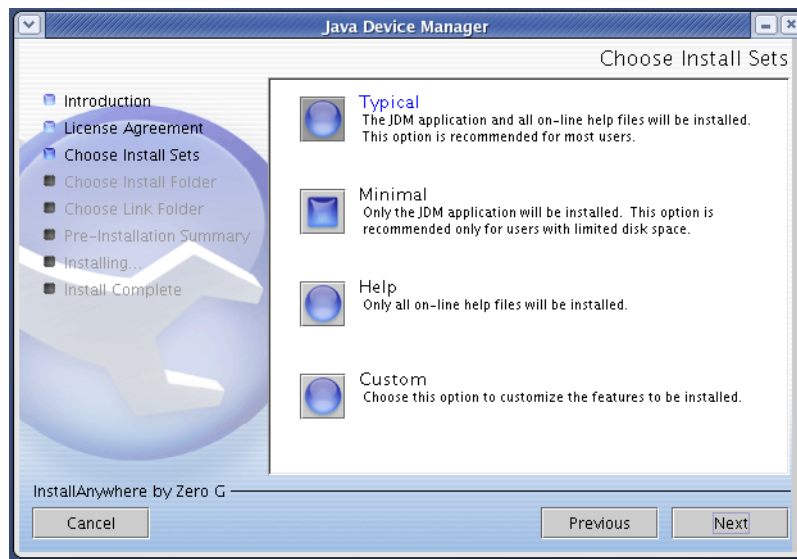 Java Device Manager
Choose Install Sets
Introduction
License Agreement
Choose Install Sets
Choose Install Folder
Choose Link Folder
Pre-Installation Summary
Installing...
Install Complete
Typical
The JDM application and all on-line help files will be installed.
This option is recommended for most users.
Minimal
Only the JDM application will be installed. This option is
recommended only for users with limited disk space.
Help
Only all on-line help files will be installed.
Custom
Choose this option to customize the features to be installed.
InstallAnywhere by Zero G
Cancel
Previous
Next